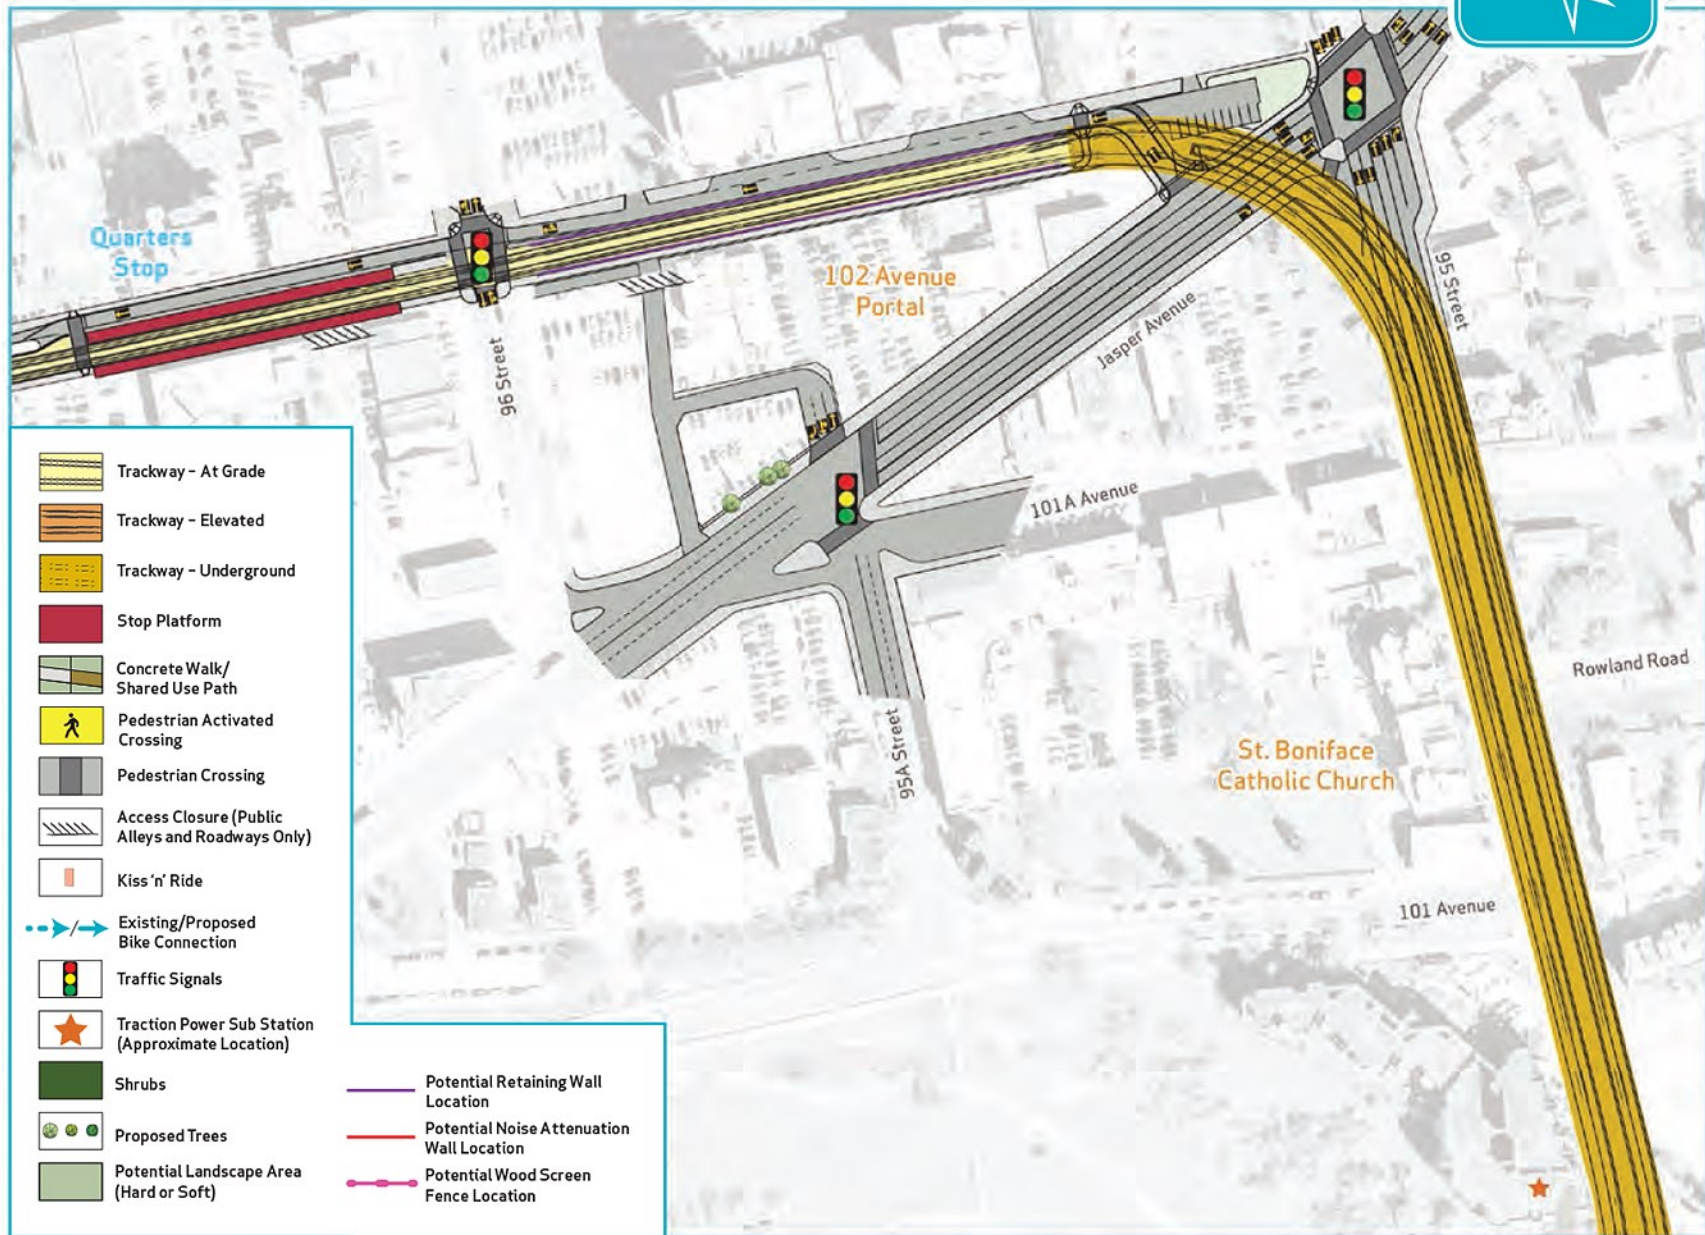 Quarters
Stop
96 Street
102 Avenue
Portal
Jasper Avenue
95 Street
101A Avenue
95A Street
Rowland Road
St. Boniface
Catholic Church
101 Avenue
Trackway – At Grade
Trackway – Elevated
Trackway – Underground
Stop Platform
Concrete Walk/
Shared Use Path
Pedestrian Activated
Crossing
Pedestrian Crossing
Access Closure (Public
Alleys and Roadways Only)
Kiss ‘n’ Ride
Existing/Proposed
Bike Connection
Traffic Signals
Traction Power Sub Station
(Approximate Location)
Shrubs
Proposed Trees
Potential Landscape Area
(Hard or Soft)
Potential Retaining Wall
Location
Potential Noise Attenuation
Wall Location
Potential Wood Screen
Fence Location